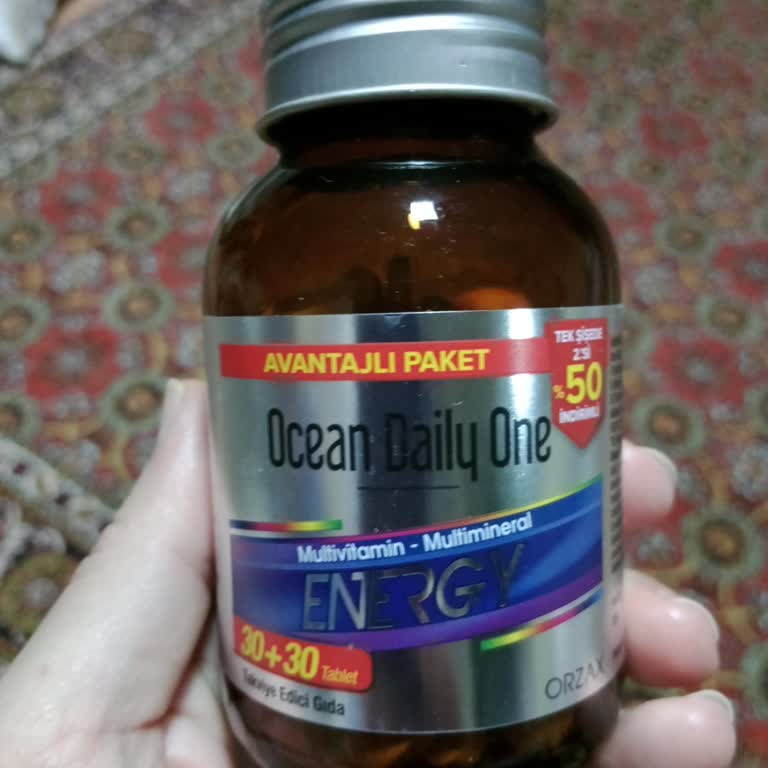 AVANTAJLI PAKET
TEK ŞİŞEDE
2.'Sİ
%50
İNDİRİMLİ
Ocean Daily One
Multivitamin - Multimineral
ENERGY
30+30 Tablet
Takviye Edici Gıda
ORZAX